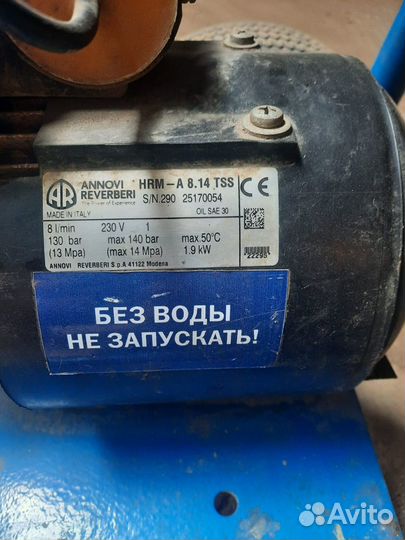 AR ANNOVI REVERBERI
The Power of Experience
HRM-A 8.14 TSS
MADE IN ITALY
S/N.290 25170054
OIL SAE 30
CE
8 l/min 230 V 1
130 bar max 140 bar max 50°C
(13 Mpa) (max 14 Mpa) 1.9 kW
ANNOVI REVERBERI S.p.A 41122 Modena
22295
БЕЗ ВОДЫ
НЕ ЗАПУСКАТЬ!
Avito